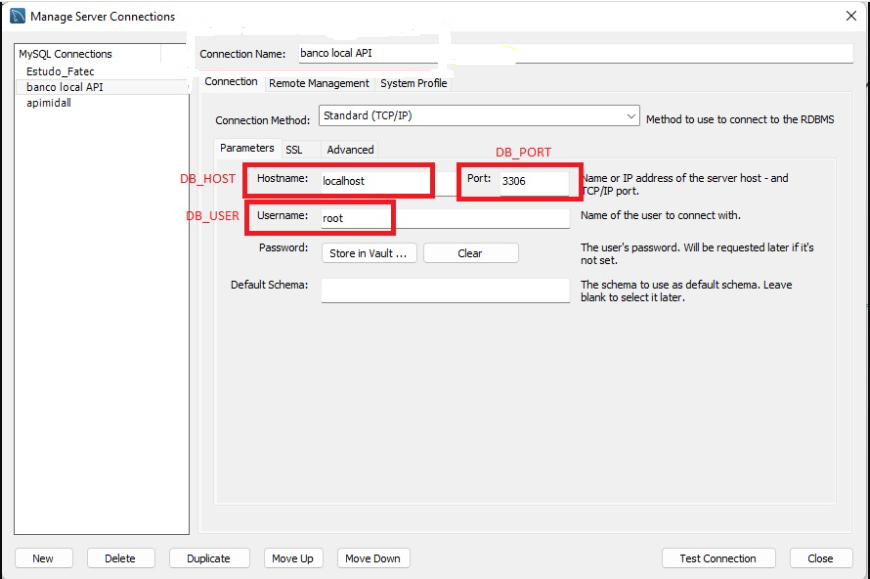 Manage Server Connections
MySQL Connections
Estudo_Fatec
banco local API
apimidall
Connection Name: banco local API
Connection Remote Management System Profile
Connection Method: Standard (TCP/IP) Method to use to connect to the RDBMS
Parameters SSL Advanced
DB_PORT
DB_HOST Hostname: localhost Port: 3306 Name or IP address of the server host - and
TCP/IP port.
DB_USER Username: root Name of the user to connect with.
Password: Store in Vault ... Clear The user's password. Will be requested later if it's
not set.
Default Schema: The schema to use as default schema. Leave
blank to select it later.
New Delete Duplicate Move Up Move Down Test Connection Close